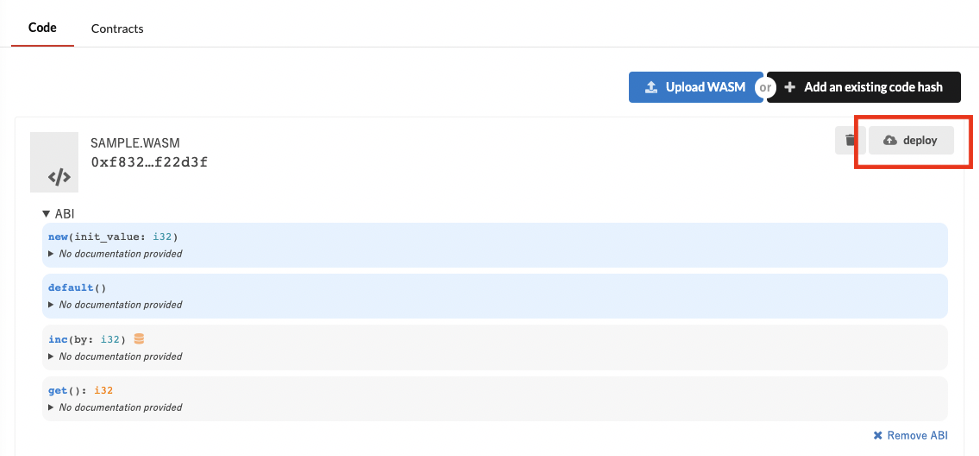 Code Contracts
Upload WASM or + Add an existing code hash
SAMPLE.WASM
deploy
0xf832…f22d3f
</>
▼ ABI
new(init_value: i32)
▶ No documentation provided
default()
▶ No documentation provided
inc(by: i32)
▶ No documentation provided
get(): i32
▶ No documentation provided
✖ Remove ABI